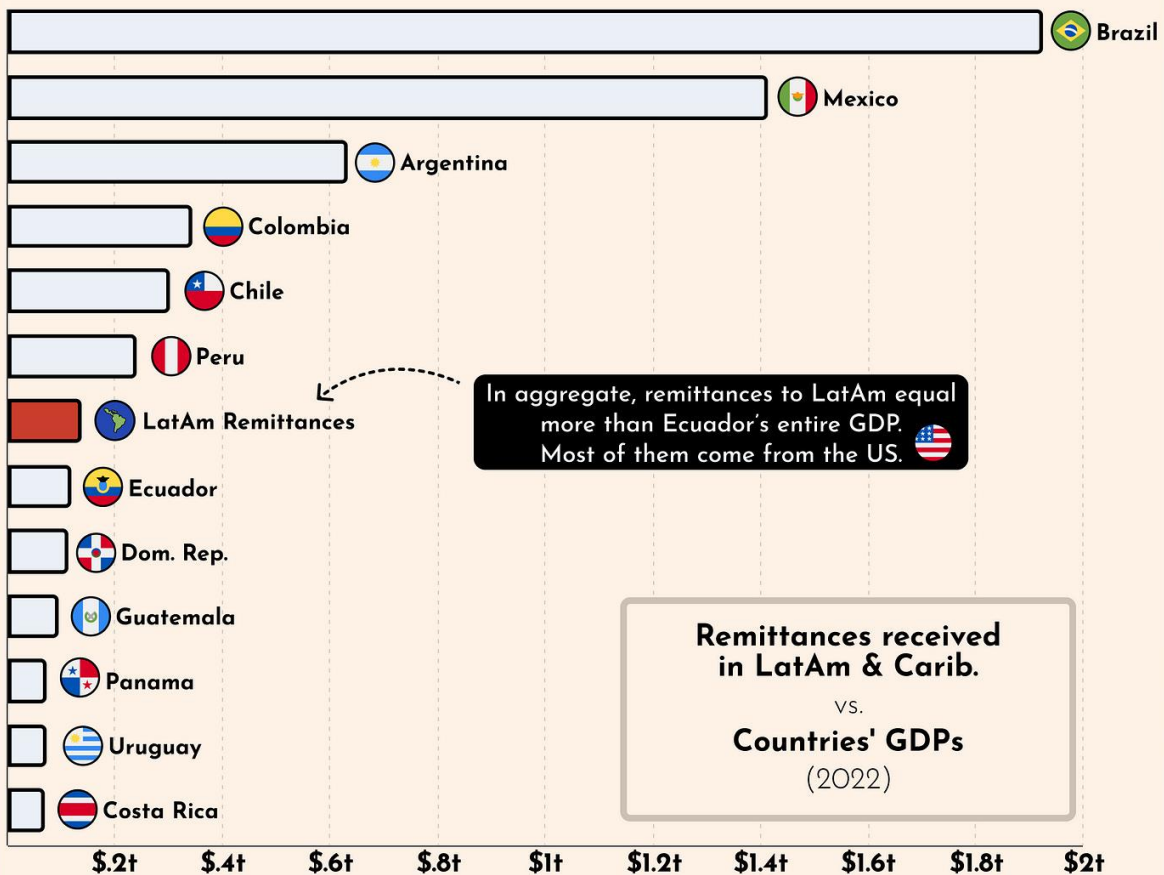 Brazil
Mexico
Argentina
Colombia
Chile
Peru
LatAm Remittances
In aggregate, remittances to LatAm equal
more than Ecuador's entire GDP.
Most of them come from the US.
Ecuador
Dom. Rep.
Guatemala
Panama
Uruguay
Costa Rica
Remittances received
in LatAm & Carib.
vs.
Countries' GDPs
(2022)
$.2t $.4t $.6t $.8t $1t $1.2t $1.4t $1.6t $1.8t $2t